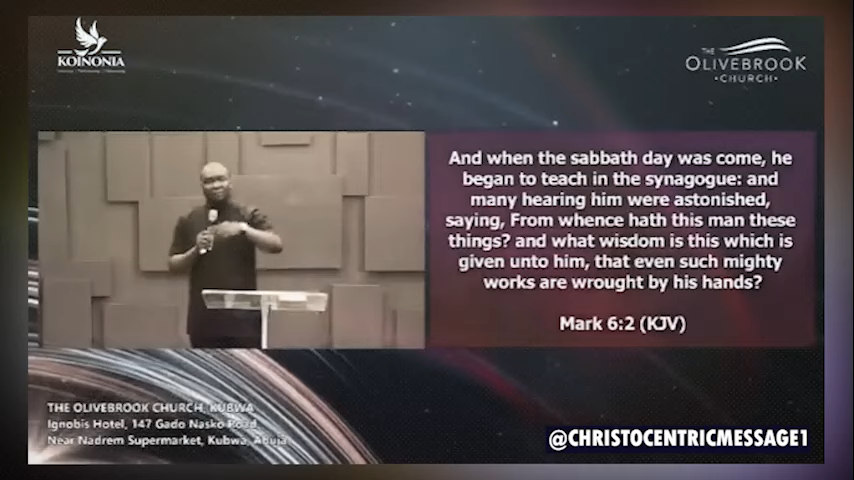 KOINONIA
THE
OLIVEBROOK
·CHURCH·
And when the sabbath day was come, he
began to teach in the synagogue: and
many hearing him were astonished,
saying, From whence hath this man these
things? and what wisdom is this which is
given unto him, that even such mighty
works are wrought by his hands?
Mark 6:2 (KJV)
THE OLIVEBROOK CHURCH, KUBWA
Ignobis Hotel, 147 Gado Nasko Road,
Near Nadrem Supermarket, Kubwa, Abuja
@CHRISTOCENTRICMESSAGE1